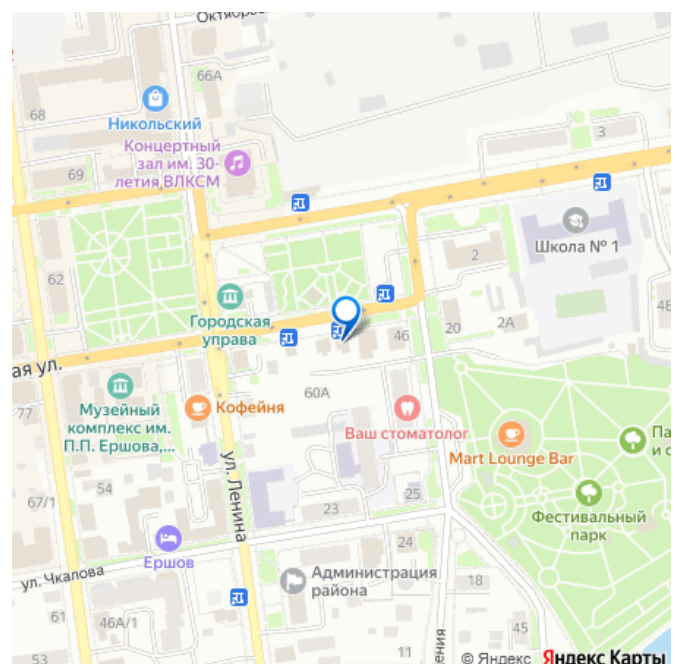 Октябрь
66А
68
Никольский
Концертный
зал им. 30-
летия ВЛКСМ
69
3
Школа № 1
62
2
Городская
управа
46
20
2А
4Б
ая ул.
60А
Кофейня
Музейный
комплекс им.
П.П. Ершова,...
77
Ваш стоматолог
Mart Lounge Bar
Па
и с
ул. Ленина
54
67/1
25
23
Фестивальный
парк
Ершов
24
ул. Чкалова
Администрация
района
18
61
46А/1
45
53
11
ения
© Яндекс Яндекс Карты